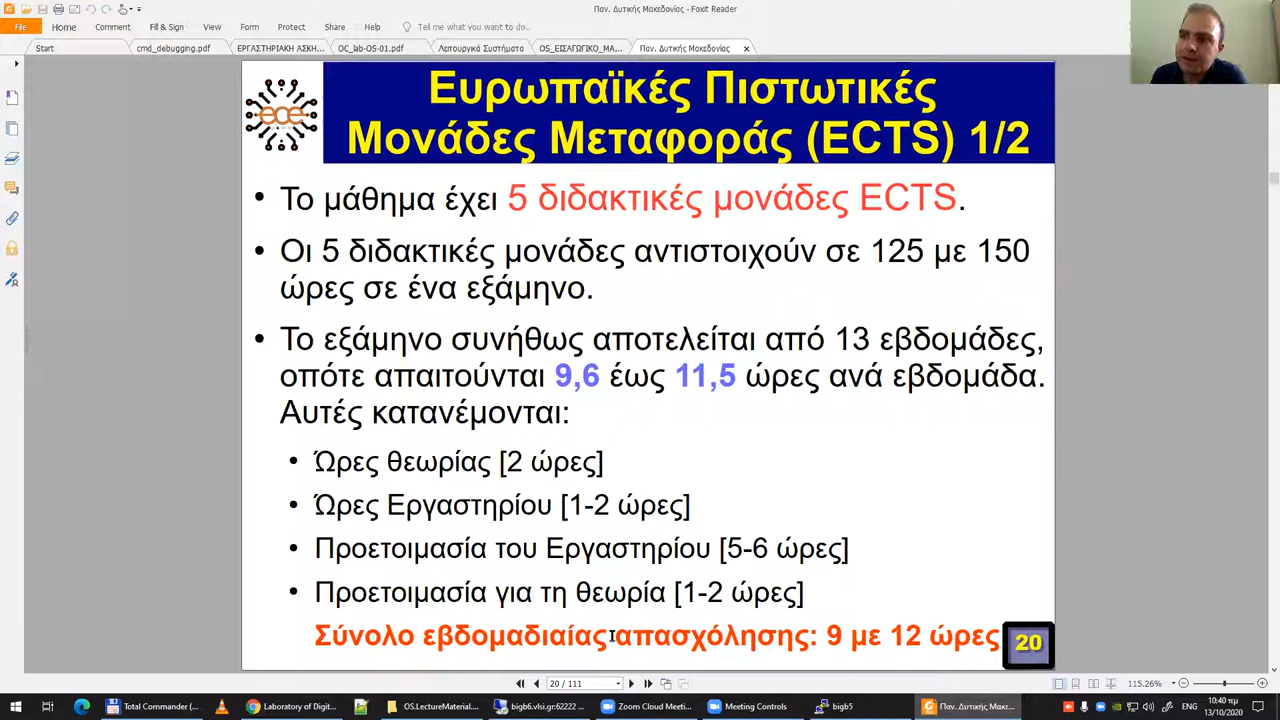 Παν. Δυτικής Μακεδονίας - Foxit Reader
File Home Comment Fill & Sign View Form Protect Share Help Tell me what you want to do..
Start cmd_debugging.pdf ΕΡΓΑΣΤΗΡΙΑΚΗ ΑΣΚΗ... OC_lab-OS-01.pdf Λειτουργικά Συστήματα OS_ΕΙΣΑΓΩΓΙΚΟ_ΜΑ... Παν. Δυτικής Μακεδονίας
ece
Ευρωπαϊκές Πιστωτικές
Μονάδες Μεταφοράς (ECTS) 1/2
• Το μάθημα έχει 5 διδακτικές μονάδες ECTS.
• Οι 5 διδακτικές μονάδες αντιστοιχούν σε 125 με 150
ώρες σε ένα εξάμηνο.
• Το εξάμηνο συνήθως αποτελείται από 13 εβδομάδες,
οπότε απαιτούνται 9,6 έως 11,5 ώρες ανά εβδομάδα.
Αυτές κατανέμονται:
• Ώρες θεωρίας [2 ώρες]
• Ώρες Εργαστηρίου [1-2 ώρες]
• Προετοιμασία του Εργαστηρίου [5-6 ώρες]
• Προετοιμασία για τη θεωρία [1-2 ώρες]
Σύνολο εβδομαδιαίας απασχόλησης: 9 με 12 ώρες
20
20 / 111 115.26%
Total Commander (... Laboratory of Digit... OS.LectureMaterial... bigb6.vlsi.gr:62222 ... Zoom Cloud Meeti... Meeting Controls bigb5 Παν. Δυτικής Μακε... ENG 10:40 πμ
13/10/2020